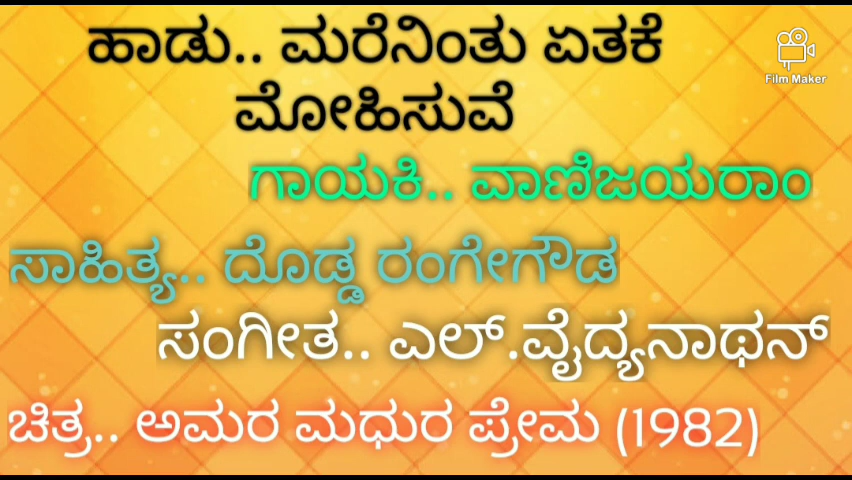 ಹಾಡು.. ಮರೆನಿಂತು ಏತಕೆ
ಮೋಹಿಸುವೆ
Film Maker
ಗಾಯಕಿ.. ವಾಣಿಜಯರಾಂ
ಸಾಹಿತ್ಯ.. ದೊಡ್ಡ ರಂಗೇಗೌಡ
ಸಂಗೀತ.. ಎಲ್.ವೈದ್ಯನಾಥನ್
ಚಿತ್ರ.. ಅಮರ ಮಧುರ ಪ್ರೇಮ (1982)